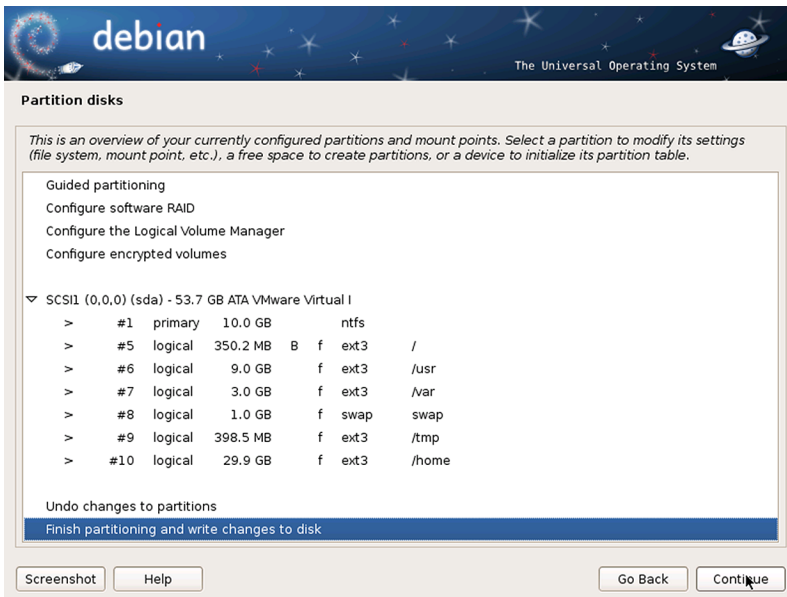 debian
The Universal Operating System
Partition disks
This is an overview of your currently configured partitions and mount points. Select a partition to modify its settings
(file system, mount point, etc.), a free space to create partitions, or a device to initialize its partition table.
Guided partitioning
Configure software RAID
Configure the Logical Volume Manager
Configure encrypted volumes
SCSI1 (0,0,0) (sda) - 53.7 GB ATA VMware Virtual I
> #1 primary 10.0 GB ntfs
> #5 logical 350.2 MB B f ext3 /
> #6 logical 9.0 GB f ext3 /usr
> #7 logical 3.0 GB f ext3 /var
> #8 logical 1.0 GB f swap swap
> #9 logical 398.5 MB f ext3 /tmp
> #10 logical 29.9 GB f ext3 /home
Undo changes to partitions
Finish partitioning and write changes to disk
Screenshot Help Go Back Continue